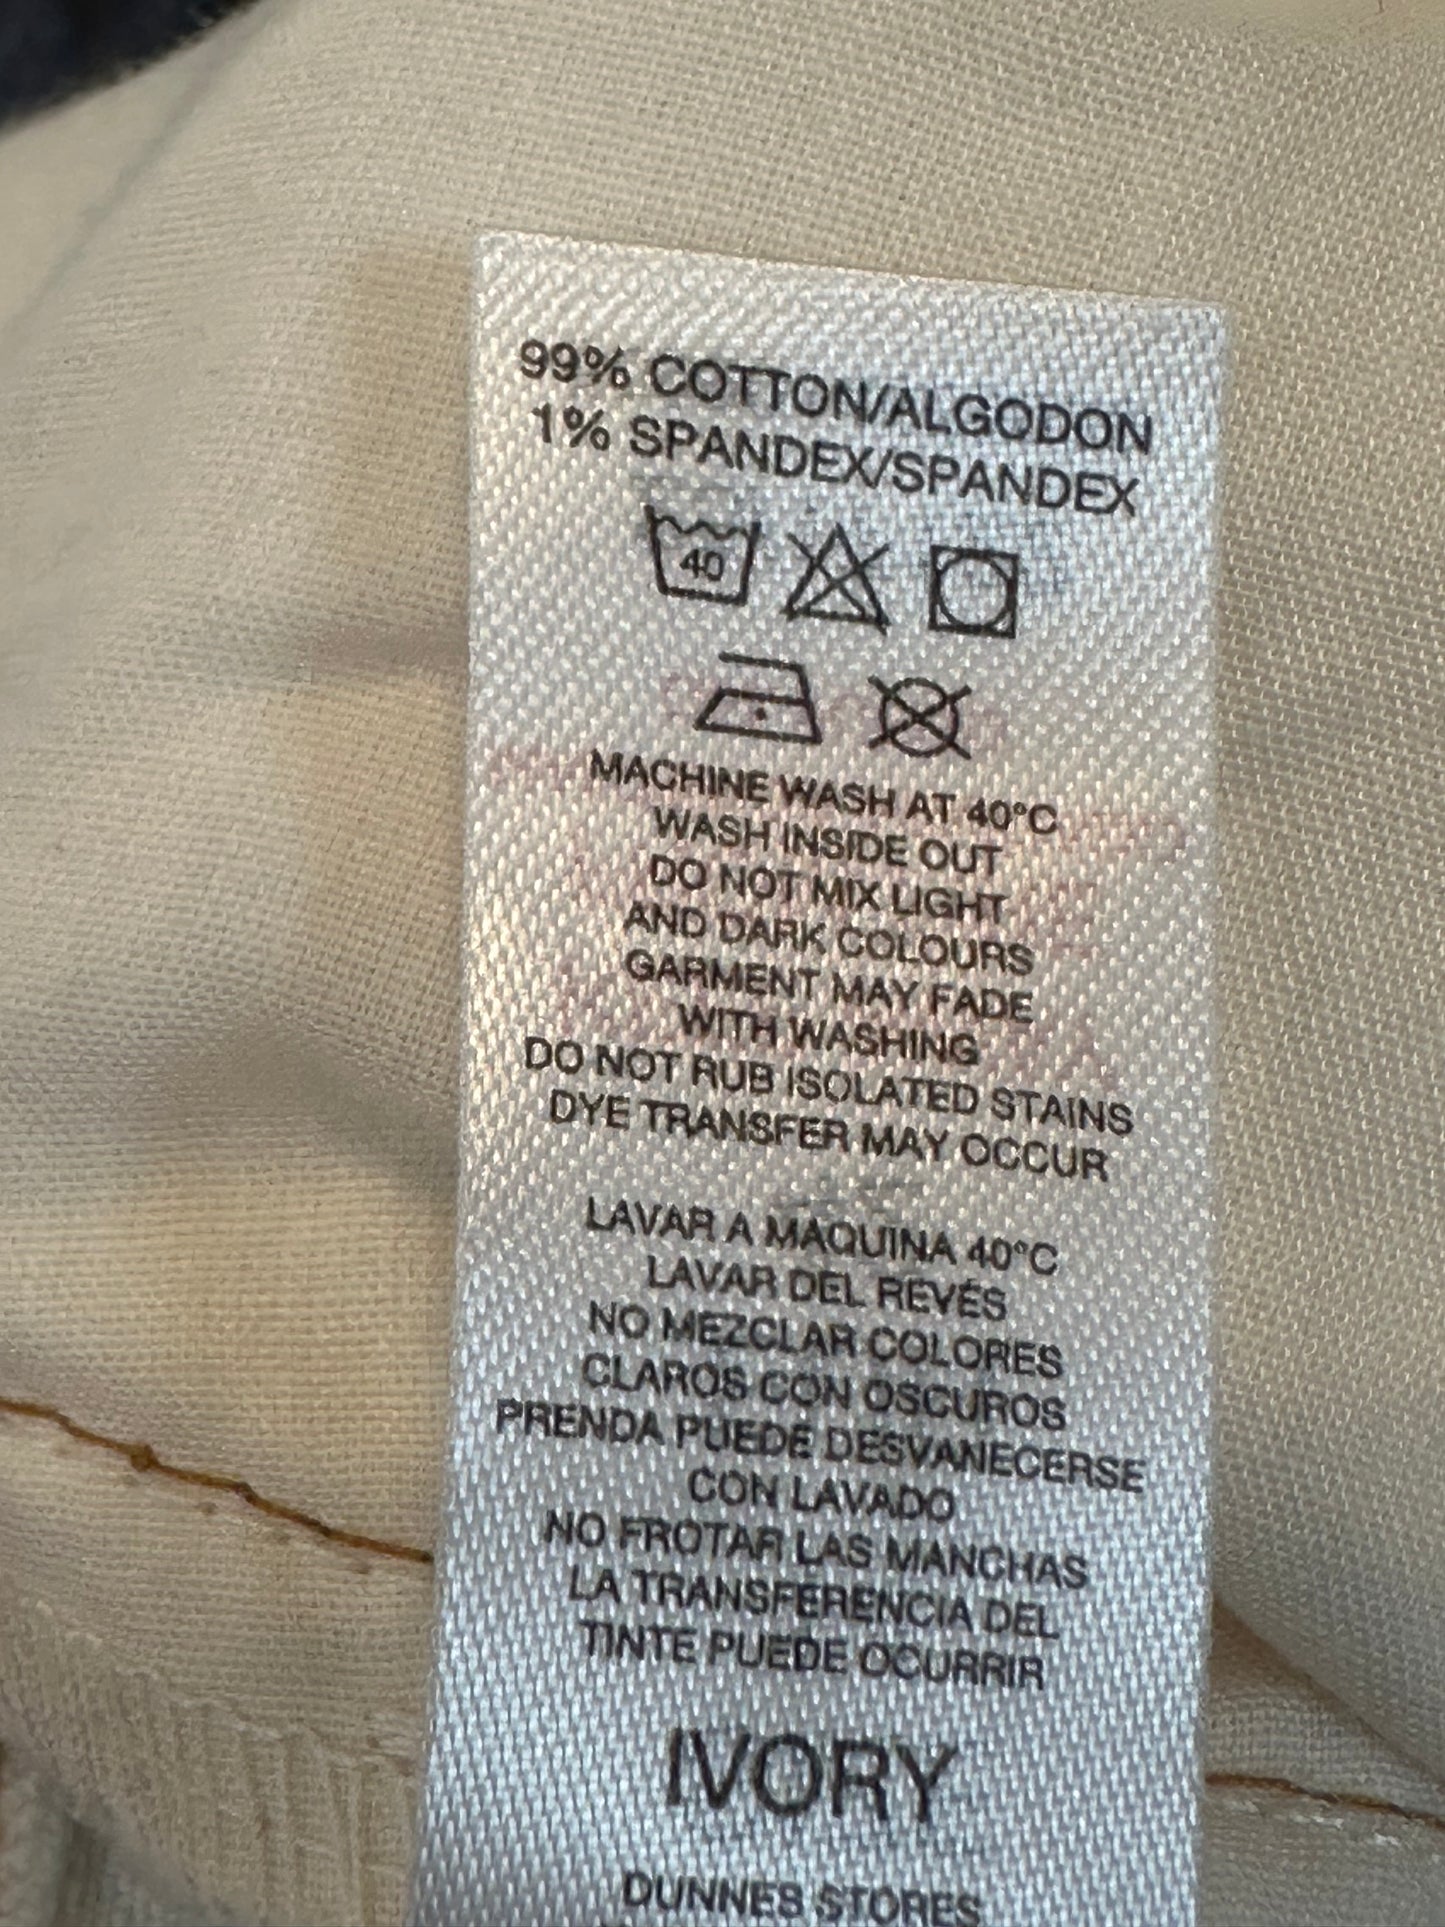 99% COTTON/ALGODON
1% SPANDEX/SPANDEX
40
MACHINE WASH AT 40°C
WASH INSIDE OUT
DO NOT MIX LIGHT
AND DARK COLOURS
GARMENT MAY FADE
WITH WASHING
DO NOT RUB ISOLATED STAINS
DYE TRANSFER MAY OCCUR
LAVAR A MAQUINA 40°C
LAVAR DEL REVÉS
NO MEZCLAR COLORES
CLAROS CON OSCUROS
PRENDA PUEDE DESVANECERSE
CON LAVADO
NO FROTAR LAS MANCHAS
LA TRANSFERENCIA DEL
TINTE PUEDE OCURRIR
IVORY
DUNNES STORES